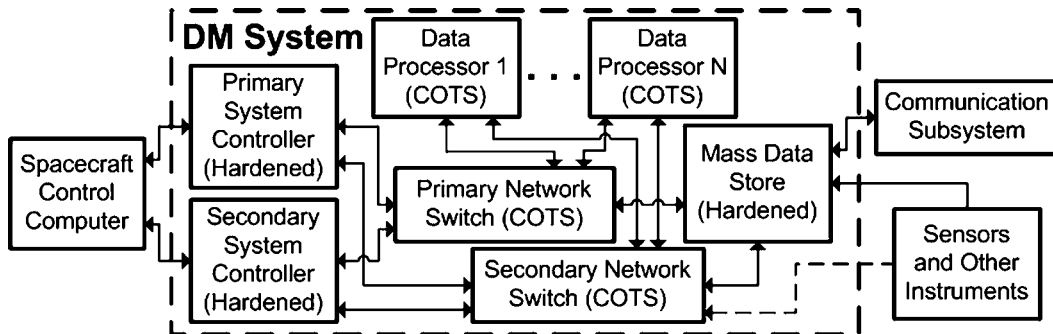 DM System
Data
Processor 1
(COTS)
. . .
Data
Processor N
(COTS)
Primary
System
Controller
(Hardened)
Communication
Subsystem
Spacecraft
Control
Computer
Mass Data
Store
(Hardened)
Primary Network
Switch (COTS)
Secondary
System
Controller
(Hardened)
Sensors
and Other
Instruments
Secondary Network
Switch (COTS)